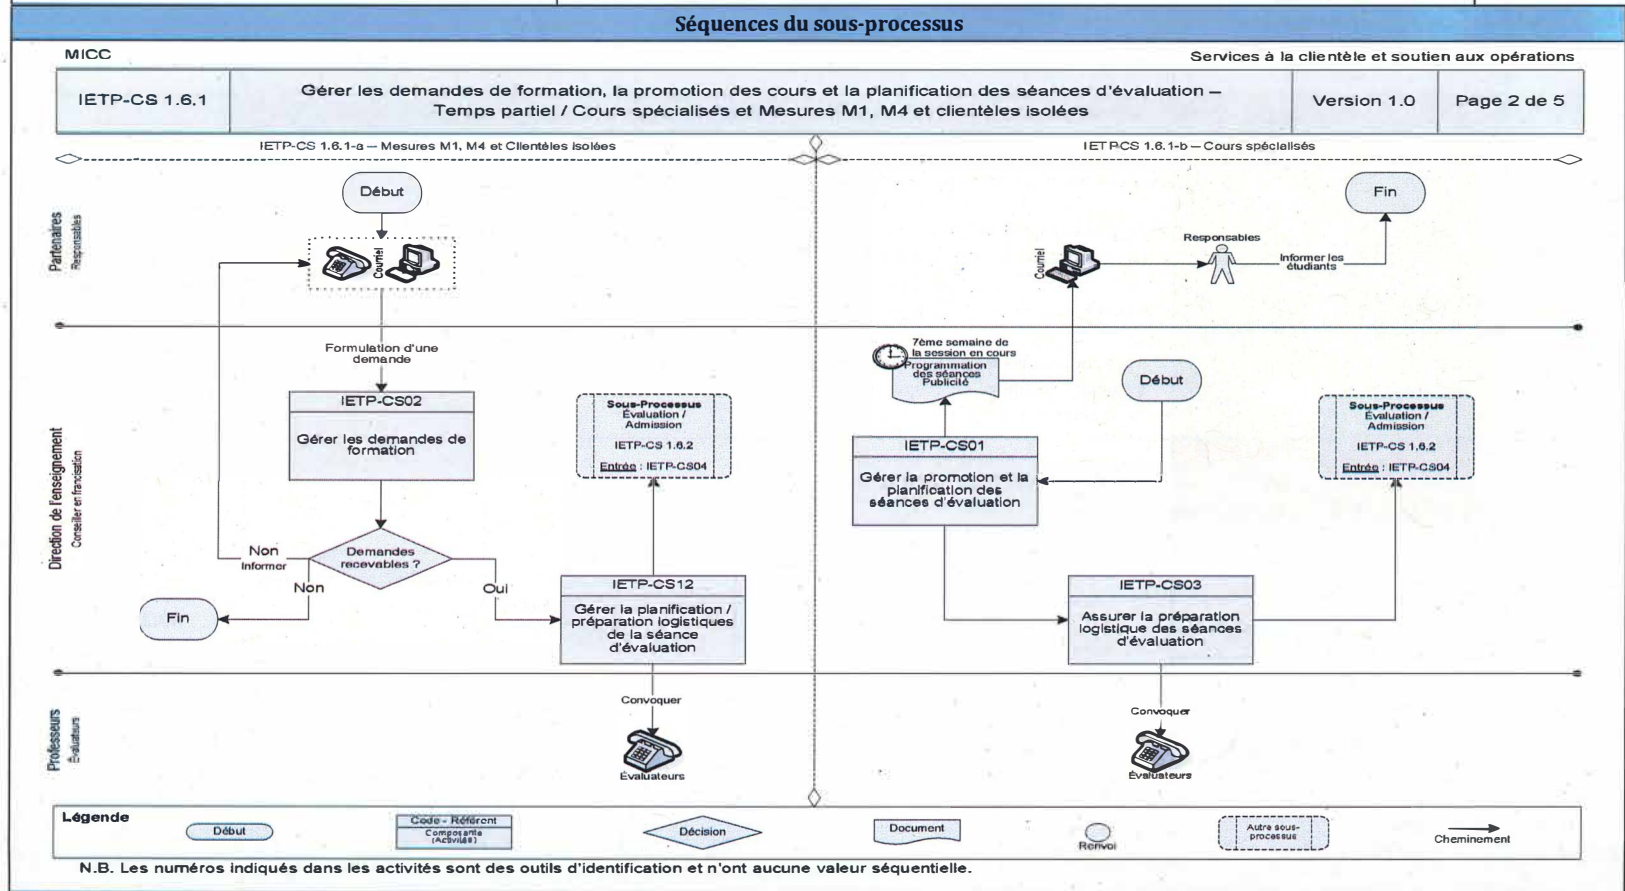 Séquences du sous-processus
MICC
Services à la clientèle et soutien aux opérations
IETP-CS 1.6.1
Gérer les demandes de formation, la promotion des cours et la planification des séances d'évaluation –
Temps partiel / Cours spécialisés et Mesures M1, M4 et clientèles isolées
Version 1.0
Page 2 de 5
IETP-CS 1.6.1-a – Mesures M1, M4 et Clientèles isolées
IETPCS 1.6.1-b – Cours spécialisés
Partenaires
Responsables
Début
Courriel
Courriel
Responsables
Informer les
étudiants
Fin
Direction de l'enseignement
Conseiller en francisation
Formulation d'une
demande
IETP-CS02
Gérer les demandes de
formation
Demandes
recevables ?
Non
Informer
Non
Oui
Fin
Sous-Processus
Évaluation /
Admission
IETP-CS 1.6.2
Entrée : IETP-CS04
IETP-CS12
Gérer la planification /
préparation logistiques
de la séance
d'évaluation
7ème semaine de
la session en cours
Programmation
des séances
Publicité
Début
IETP-CS01
Gérer la promotion et la
planification des
séances d'évaluation
Sous-Processus
Évaluation /
Admission
IETP-CS 1.6.2
Entrée : IETP-CS04
IETP-CS03
Assurer la préparation
logistique des séances
d'évaluation
Professeurs
Évaluateurs
Convoquer
Évaluateurs
Convoquer
Évaluateurs
Légende
Début
Code - Référent
Composante
(Activités)
Décision
Document
Renvoi
Autre sous-
processus
Cheminement
N.B. Les numéros indiqués dans les activités sont des outils d'identification et n'ont aucune valeur séquentielle.